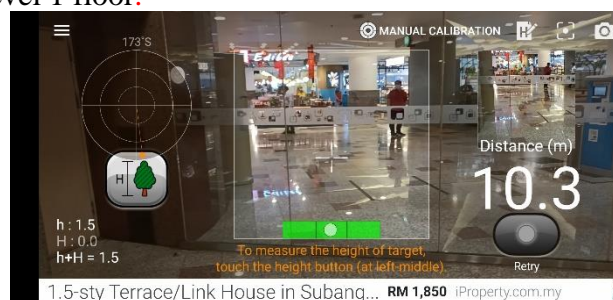 173°S
MANUAL CALIBRATION
H
Distance (m)
10.3
H
h : 1.5
H : 0.0
h+H = 1.5
To measure the height of target,
touch the height button (at left-middle).
Retry
1.5-sty Terrace/Link House in Subang... RM 1,850 iProperty.com.my